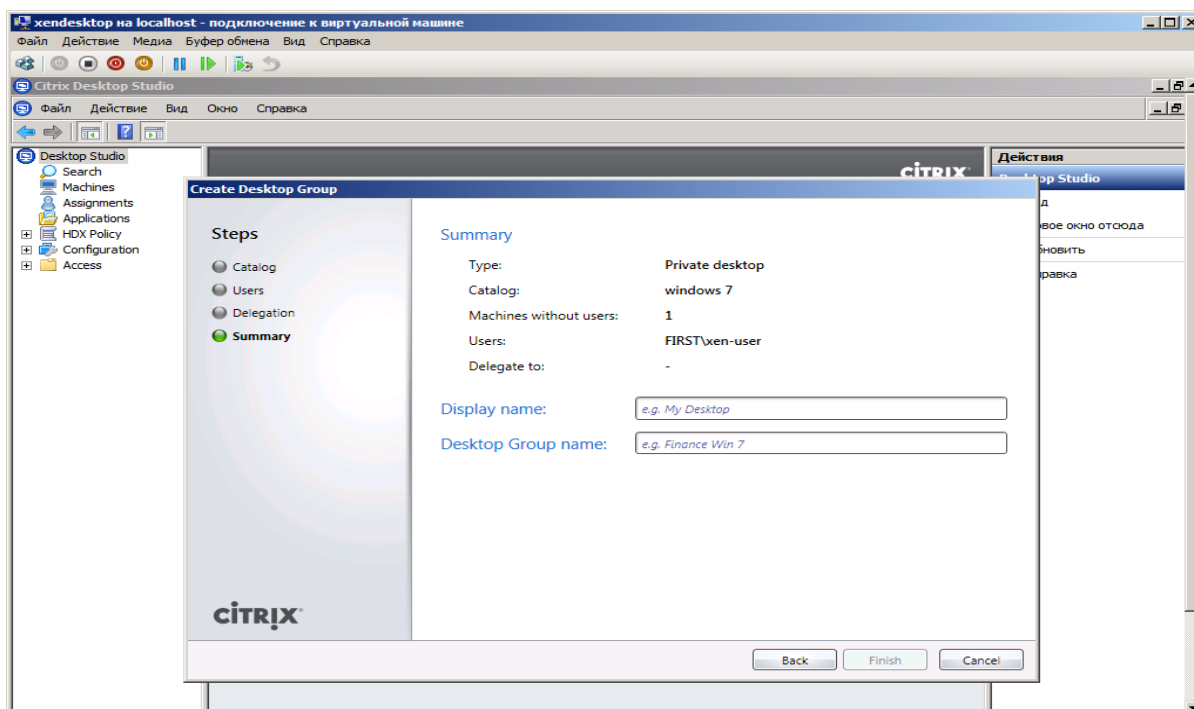 xendesktop на localhost - подключение к виртуальной машине
Файл Действие Медиа Буфер обмена Вид Справка
Citrix Desktop Studio
Файл Действие Вид Окно Справка
Desktop Studio
Search
Machines
Assignments
Applications
HDX Policy
Configuration
Access
CITRIX
Действия
Studio
Create Desktop Group
Steps
Catalog
Users
Delegation
Summary
CITRIX
Summary
Type: Private desktop
Catalog: windows 7
Machines without users: 1
Users: FIRST\xen-user
Delegate to: -
Display name: e.g. My Desktop
Desktop Group name: e.g. Finance Win 7
Back Finish Cancel
окно отсюда